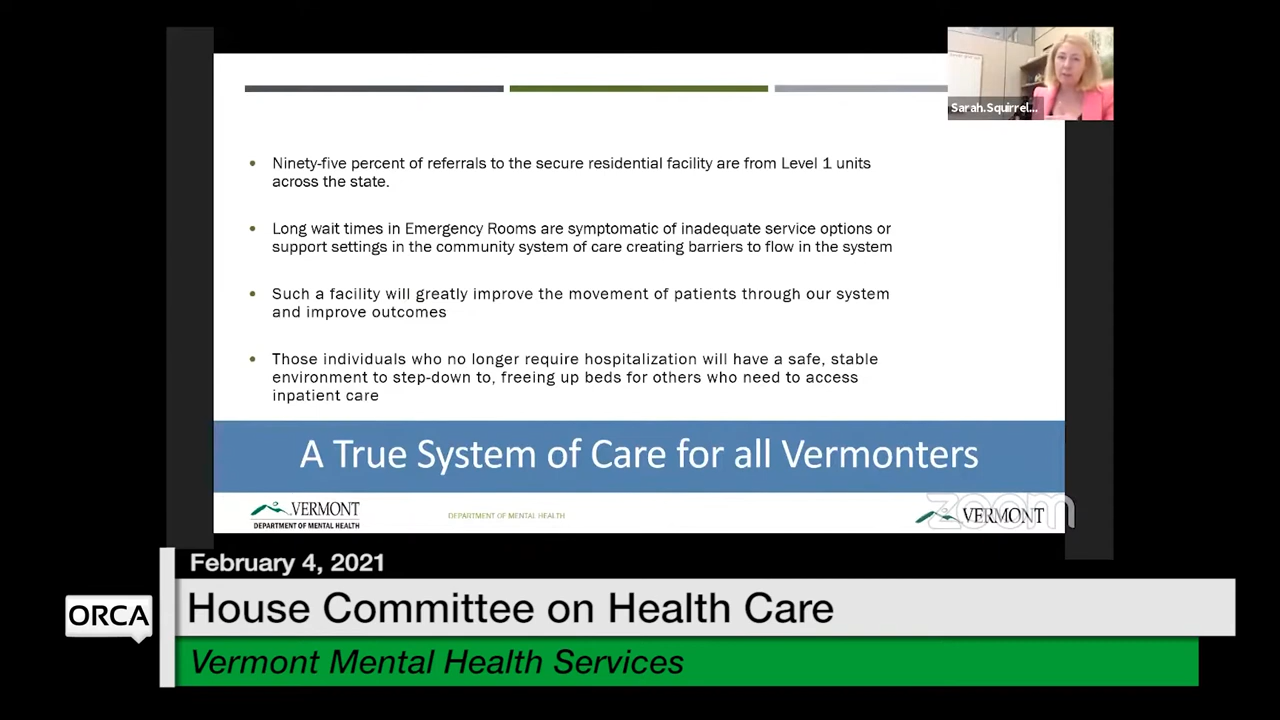 Sarah.Squirrel...
Ninety-five percent of referrals to the secure residential facility are from Level 1 units
across the state.
Long wait times in Emergency Rooms are symptomatic of inadequate service options or
support settings in the community system of care creating barriers to flow in the system
Such a facility will greatly improve the movement of patients through our system
and improve outcomes
Those individuals who no longer require hospitalization will have a safe, stable
environment to step-down to, freeing up beds for others who need to access
inpatient care
A True System of Care for all Vermonters
VERMONT
DEPARTMENT OF MENTAL HEALTH
DEPARTMENT OF MENTAL HEALTH
VERMONT
zoom
February 4, 2021
ORCA
House Committee on Health Care
Vermont Mental Health Services